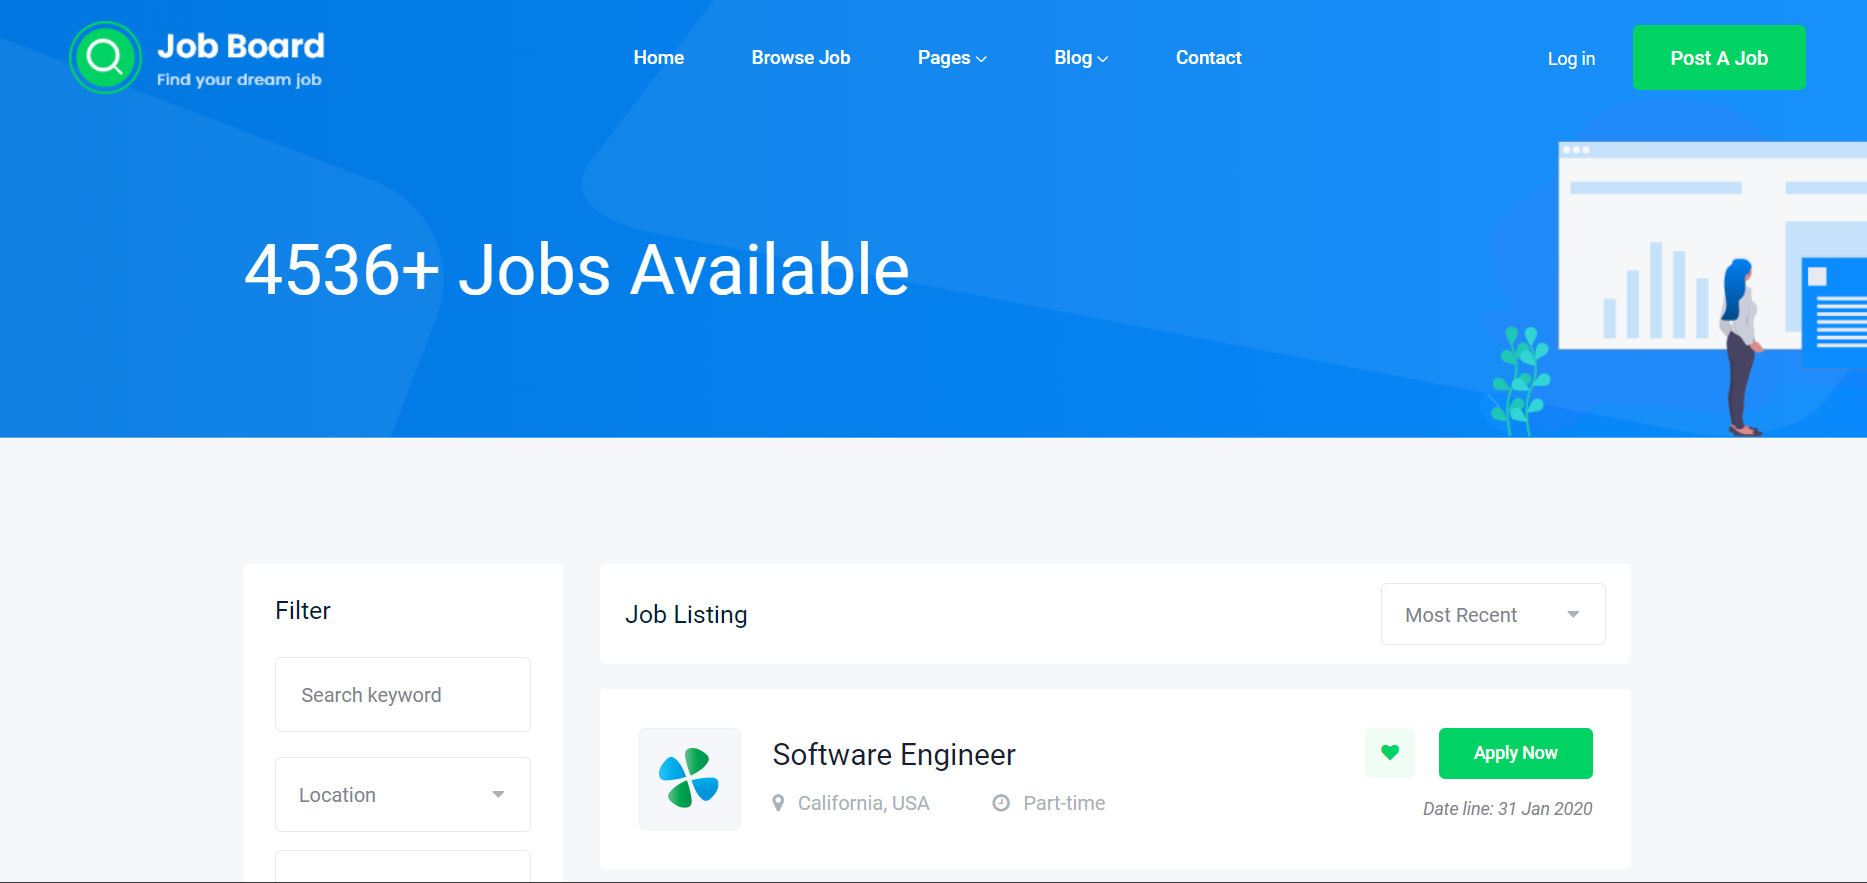 Job Board
Find your dream job
Home
Browse Job
Pages
Blog
Contact
Log in
Post A Job
4536+ Jobs Available
Filter
Search keyword
Location
Job Listing
Most Recent
Software Engineer
California, USA
Part-time
Apply Now
Date line: 31 Jan 2020